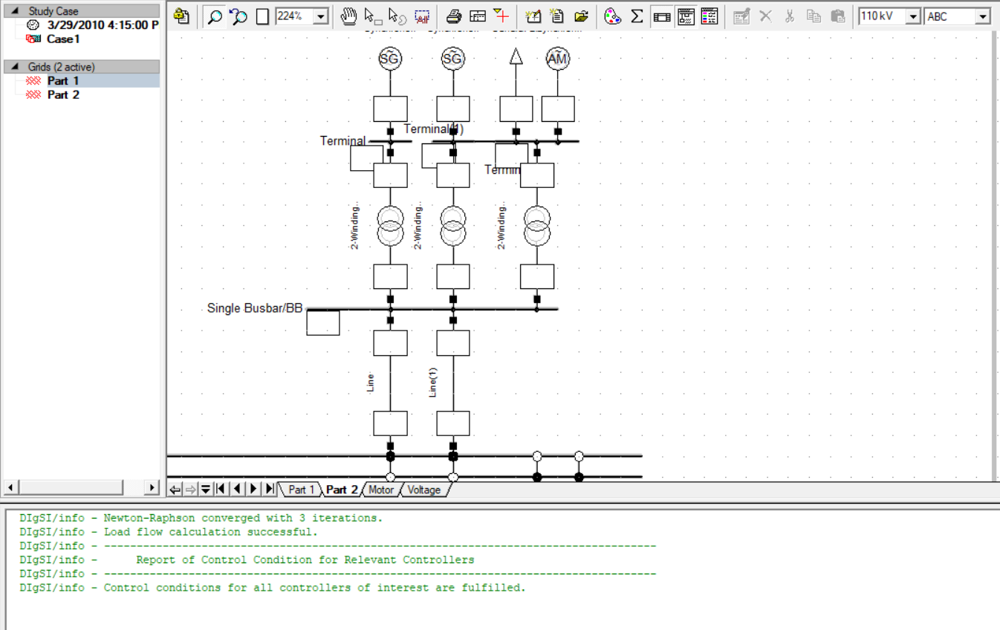 Study Case
3/29/2010 4:15:00 P
Case1
Grids (2 active)
Part 1
Part 2
224%
110 kV
ABC
SG
SG
AM
Terminal(1)
Terminal
Termin
2-Winding..
2-Winding..
2-Winding..
Single Busbar/BB
Line
Line(1)
Part 1
Part 2
Motor
Voltage
DIgSI/info - Newton-Raphson converged with 3 iterations.
DIgSI/info - Load flow calculation successful.
DIgSI/info - -------------------------------------------------------------------------------------
DIgSI/info - Report of Control Condition for Relevant Controllers
DIgSI/info - -------------------------------------------------------------------------------------
DIgSI/info - Control conditions for all controllers of interest are fulfilled.